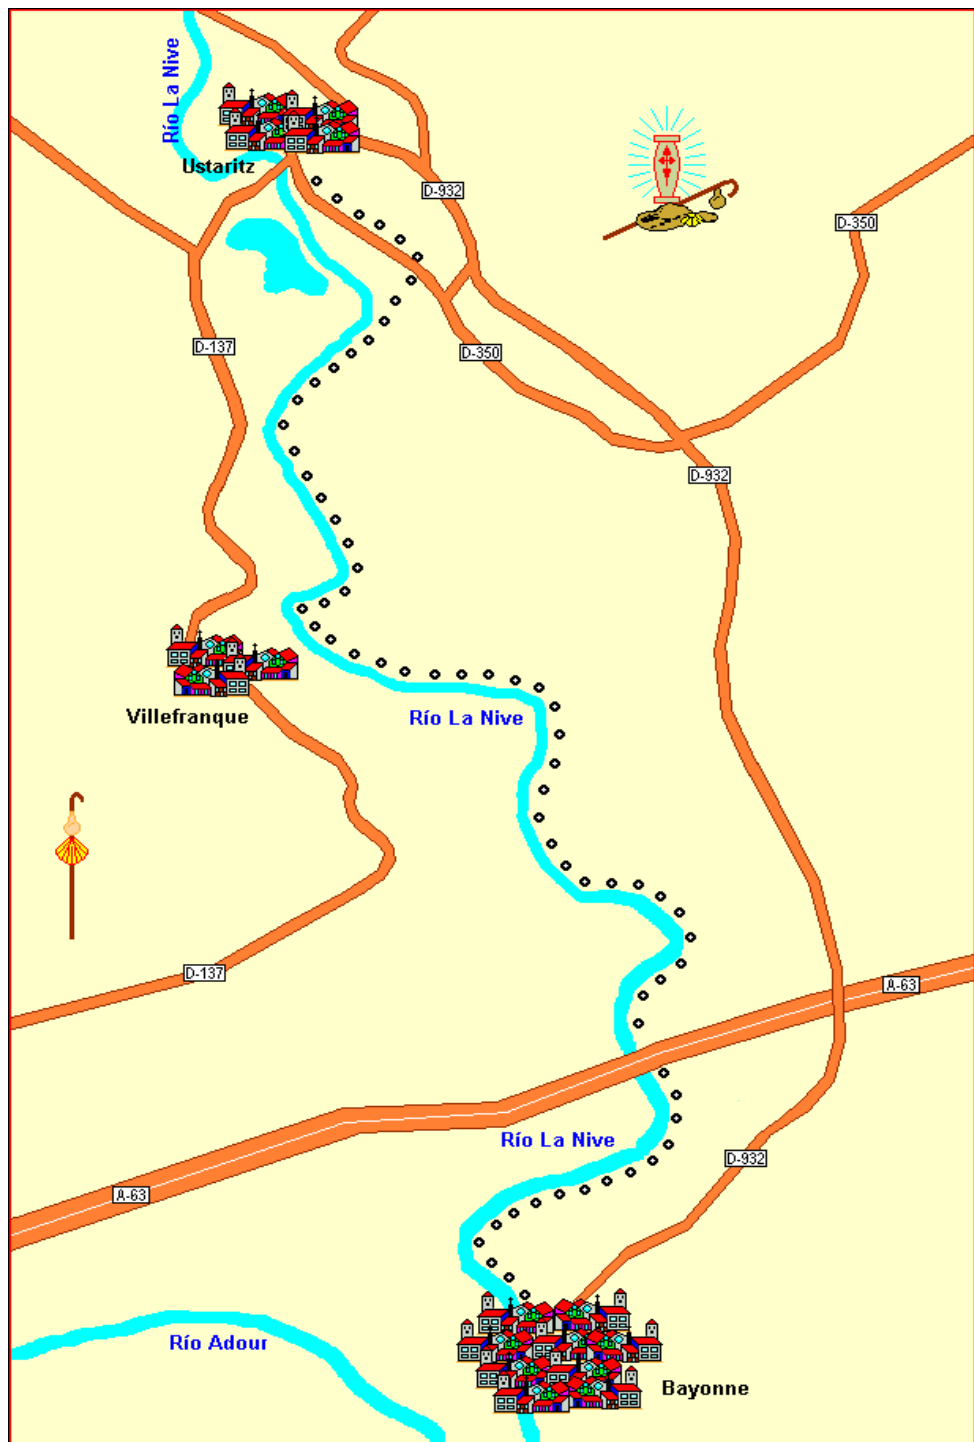 Río La Nive
Ustaritz
D-932
D-350
D-137
D-350
D-932
Villefranque
Río La Nive
D-137
A-63
Río La Nive
D-932
A-63
Río Adour
Bayonne